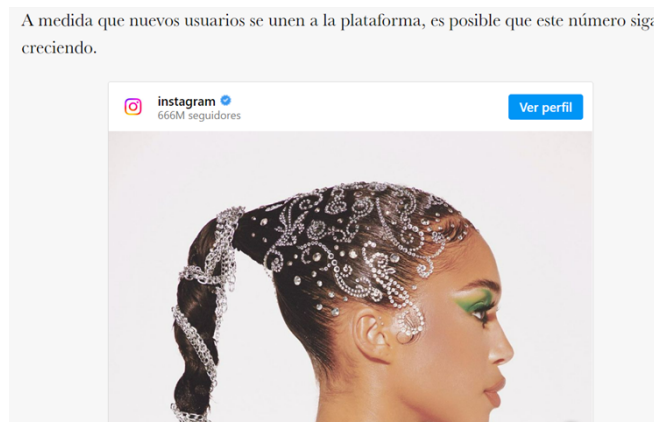 A medida que nuevos usuarios se unen a la plataforma, es posible que este número siga
creciendo.
instagram
666M seguidores
Ver perfil